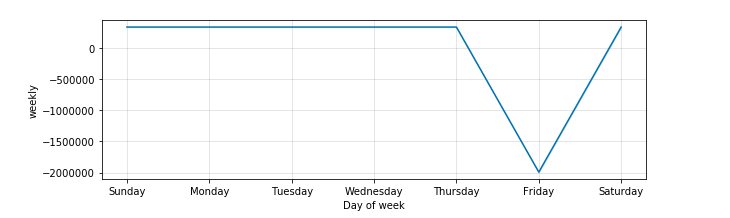 0
−500000
−1000000
−1500000
−2000000
weekly
Sunday Monday Tuesday Wednesday Thursday Friday Saturday
Day of week